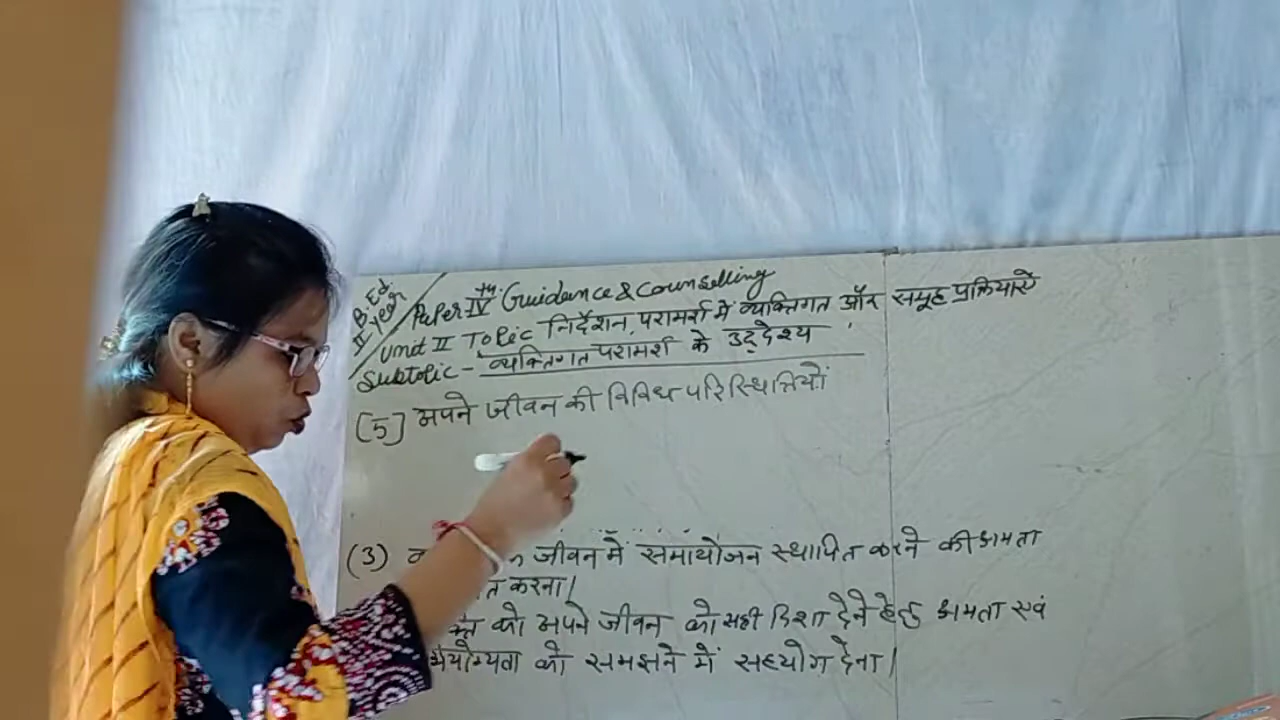 B.Ed.
II year
Paper-IVth. Guidance & Counselling
Unit II Topic निर्देशन, परामर्श में व्यक्तिगत और समूह प्रक्रियाएं
Subtopic - व्यक्तिगत परामर्श के उद्देश्य
(5) अपने जीवन की विविध परिस्थितियों
(3) जीवन में समायोजन स्थापित करने की क्षमता
करना।
को अपने जीवन को सही दिशा देने हेतु क्षमता एवं
योग्यता को समझने में सहयोग देना।